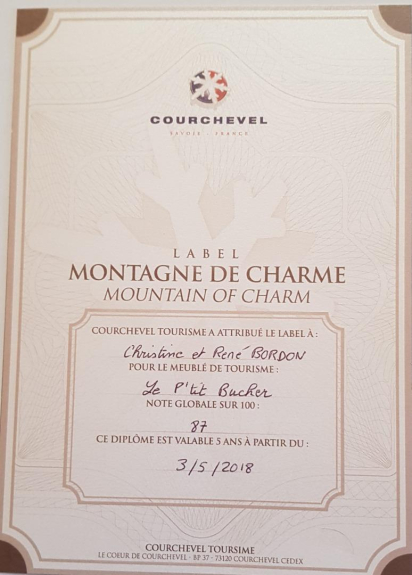 COURCHEVEL
SAVOIE - FRANCE
LABEL
MONTAGNE DE CHARME
MOUNTAIN OF CHARM
COURCHEVEL TOURISME A ATTRIBUÉ LE LABEL À :
Christine et René BORDON
POUR LE MEUBLÉ DE TOURISME :
Le P'tit Bucher
NOTE GLOBALE SUR 100 :
87
CE DIPLÔME EST VALABLE 5 ANS À PARTIR DU :
3/5/2018
COURCHEVEL TOURSIME
LE COEUR DE COURCHEVEL - BP 37 - 73120 COURCHEVEL CEDEX